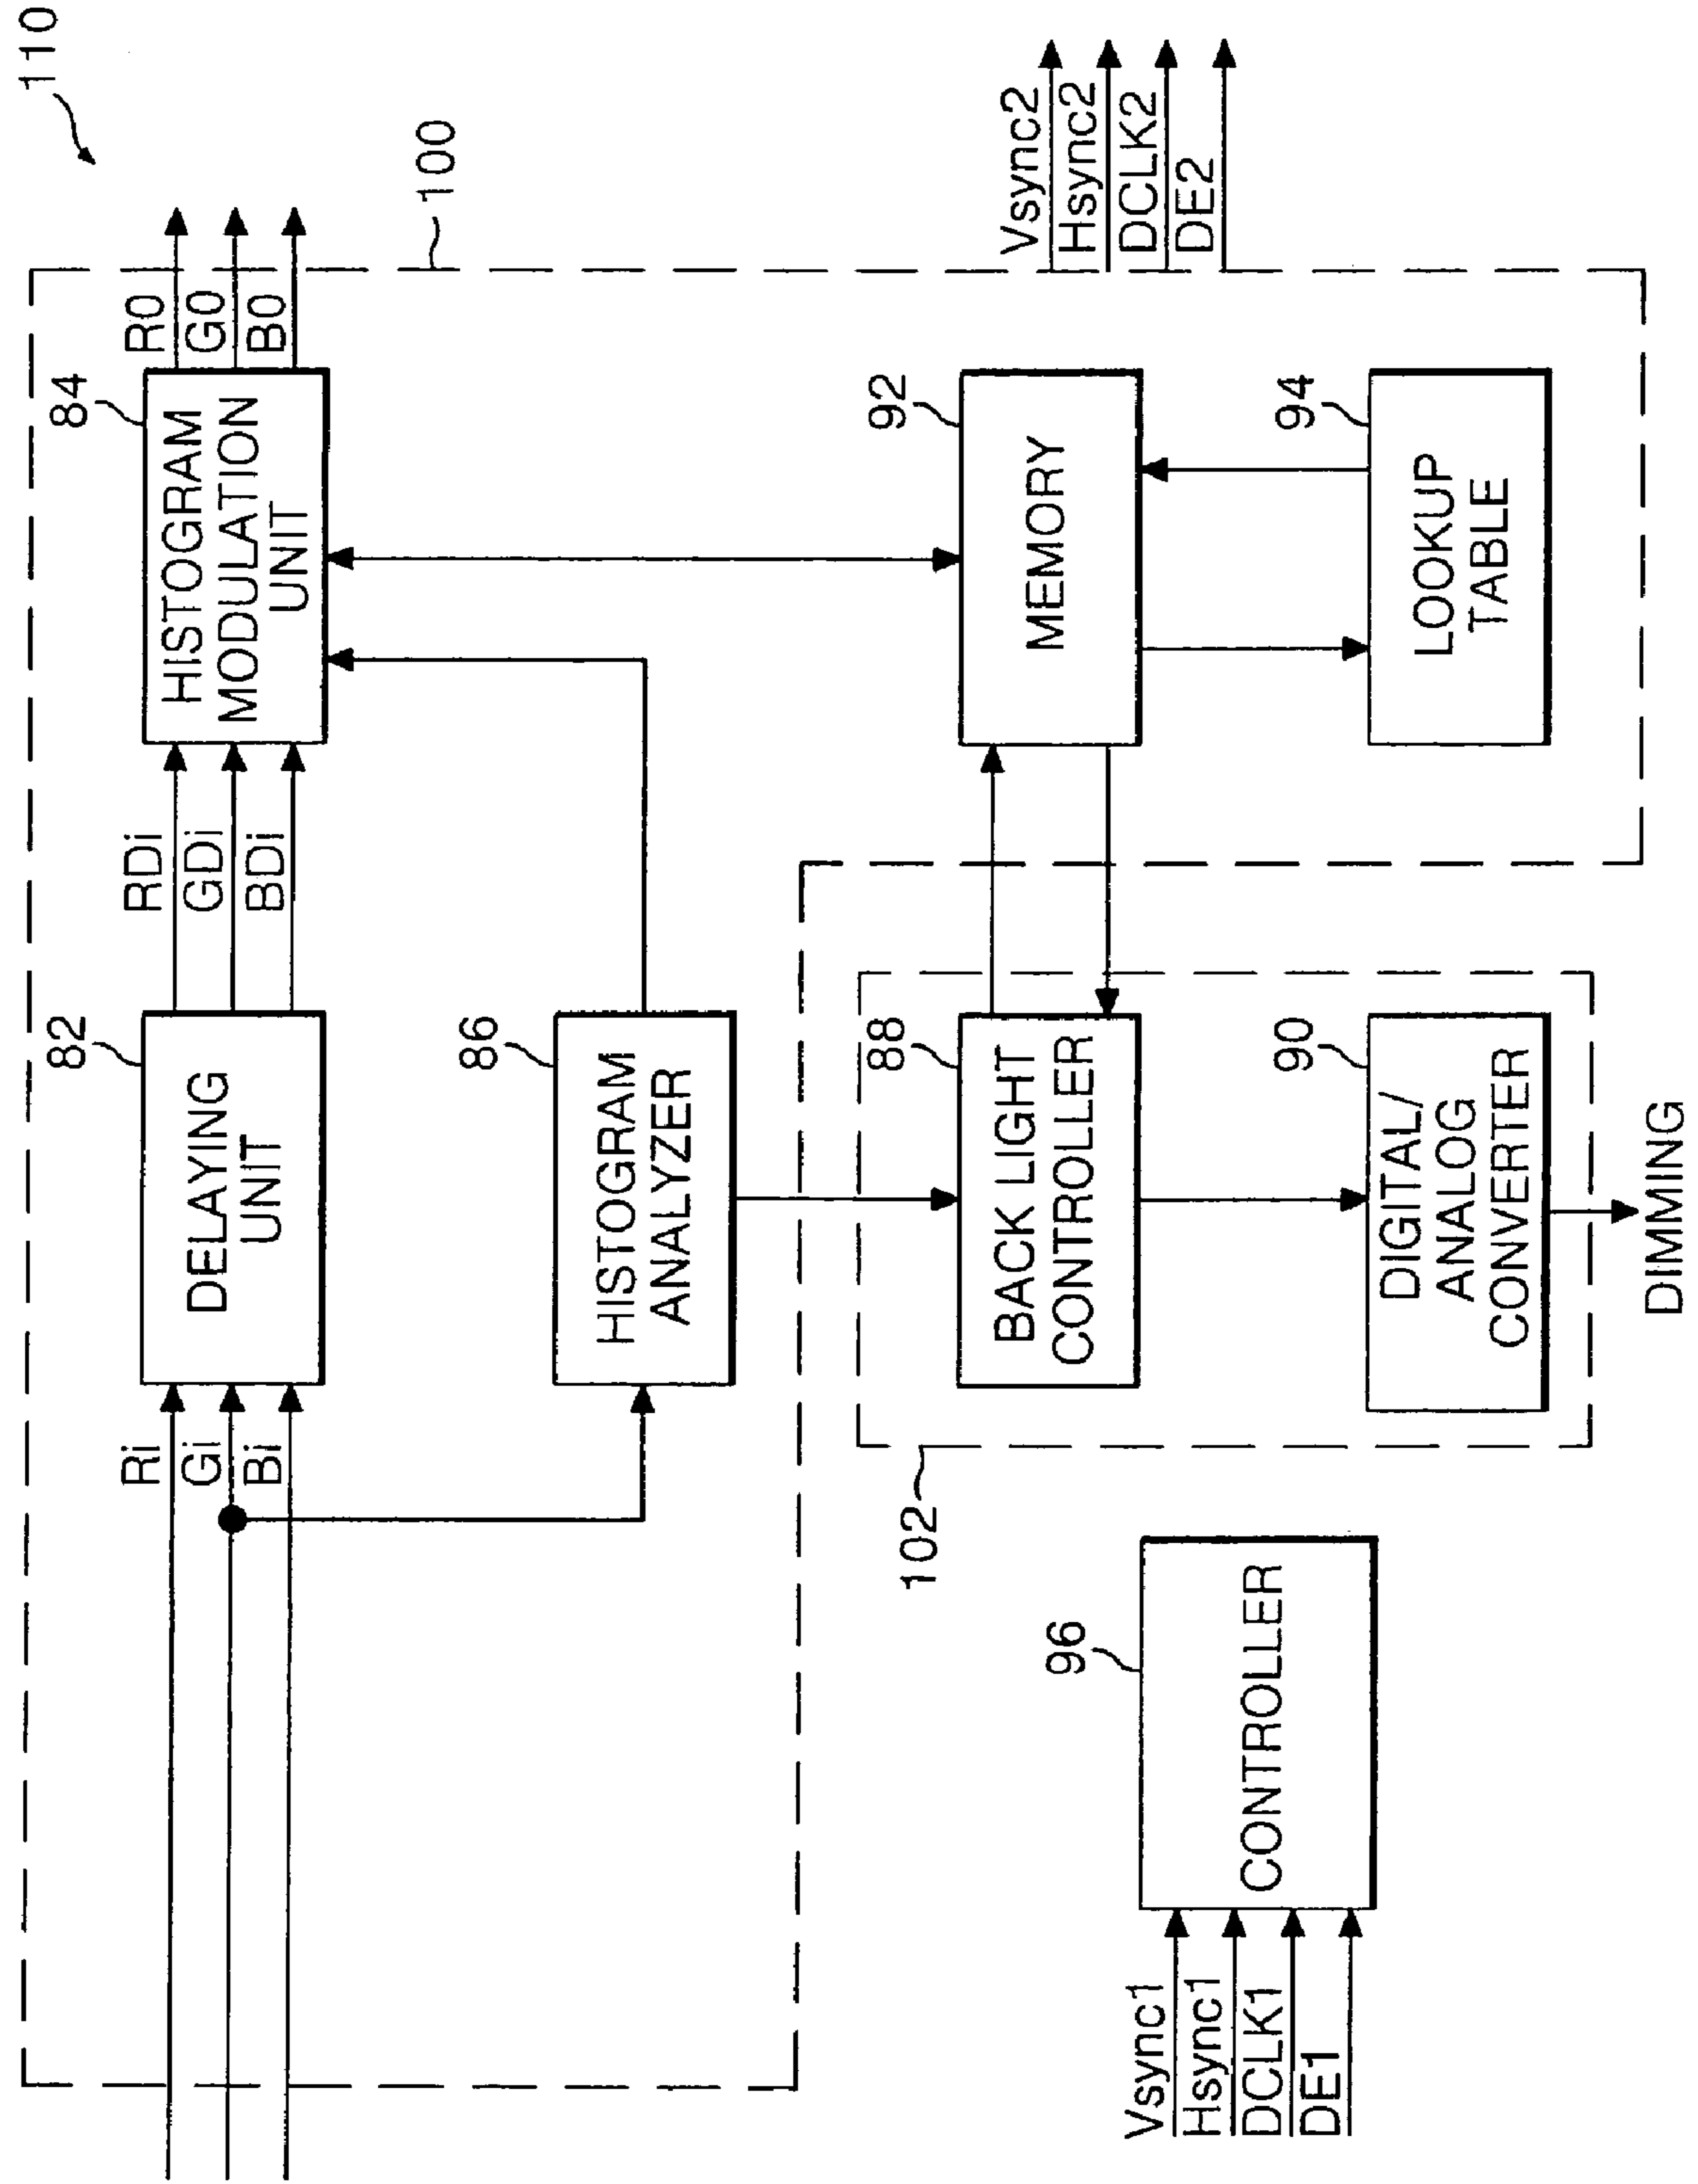 110
100
Ri
Gi
Bi
82
DELAYING
UNIT
RDi
GDi
BDi
84
HISTOGRAM
MODULATION
UNIT
R0
G0
B0
86
HISTOGRAM
ANALYZER
102
88
BACK LIGHT
CONTROLLER
92
MEMORY
90
DIGITAL/
ANALOG
CONVERTER
94
LOOKUP
TABLE
DIMMING
Vsync1
Hsync1
DCLK1
DE1
96
CONTROLLER
Vsync2
Hsync2
DCLK2
DE2